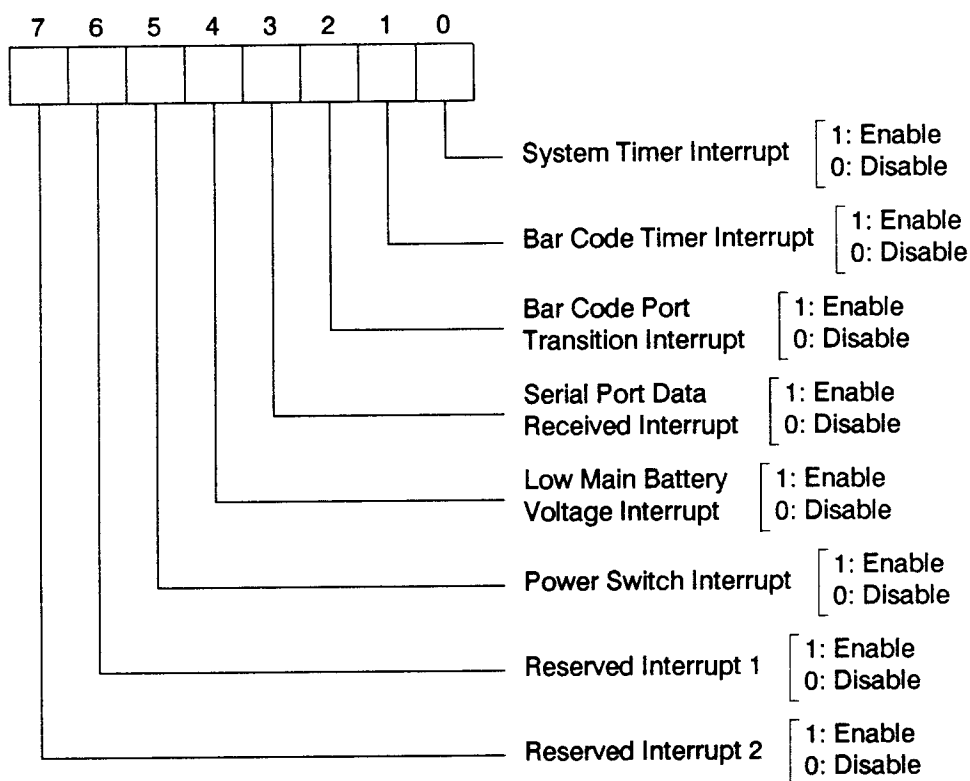 7 6 5 4 3 2 1 0
System Timer Interrupt 1: Enable
0: Disable
Bar Code Timer Interrupt 1: Enable
0: Disable
Bar Code Port 1: Enable
Transition Interrupt 0: Disable
Serial Port Data 1: Enable
Received Interrupt 0: Disable
Low Main Battery 1: Enable
Voltage Interrupt 0: Disable
Power Switch Interrupt 1: Enable
0: Disable
Reserved Interrupt 1 1: Enable
0: Disable
Reserved Interrupt 2 1: Enable
0: Disable